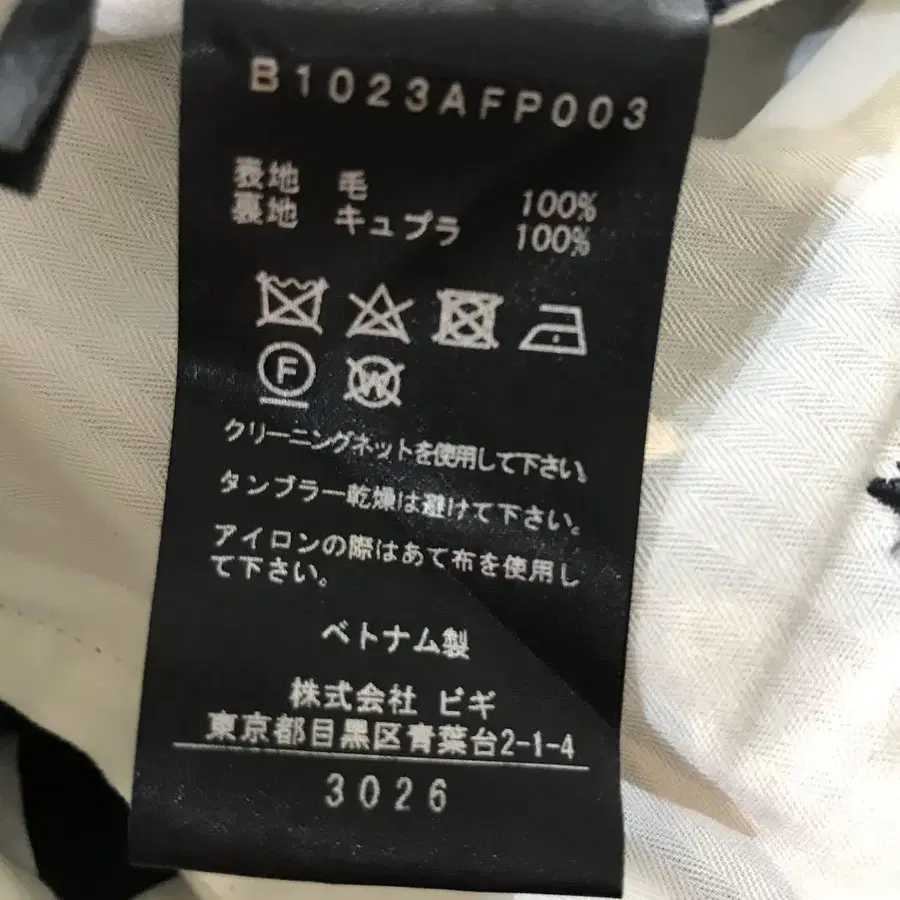 B1023AFP003
表地 毛 100%
裏地 キュプラ 100%
F W
クリーニングネットを使用して下さい。
タンブラー乾燥は避けて下さい。
アイロンの際はあて布を使用し
て下さい。
ベトナム製
株式会社 ビギ
東京都目黒区青葉台2-1-4
3026